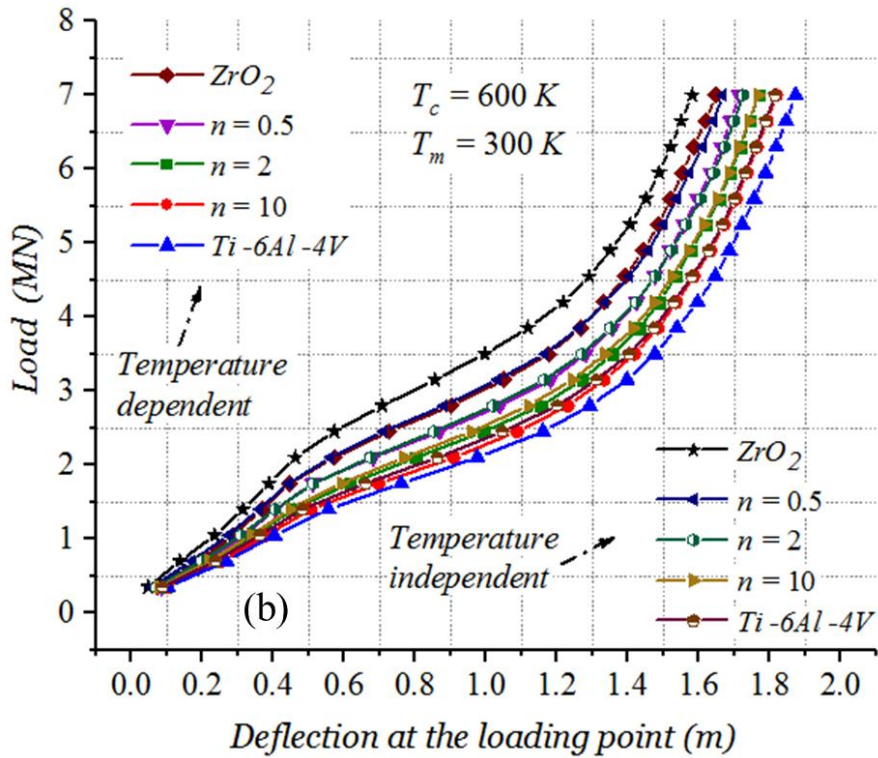 8
7
6
5
4
3
2
1
0
Load (MN)
ZrO2
n = 0.5
n = 2
n = 10
Ti -6Al -4V
Temperature
dependent
Tc = 600 K
Tm = 300 K
ZrO2
n = 0.5
n = 2
n = 10
Ti -6Al -4V
Temperature
independent
(b)
0.0 0.2 0.4 0.6 0.8 1.0 1.2 1.4 1.6 1.8 2.0
Deflection at the loading point (m)